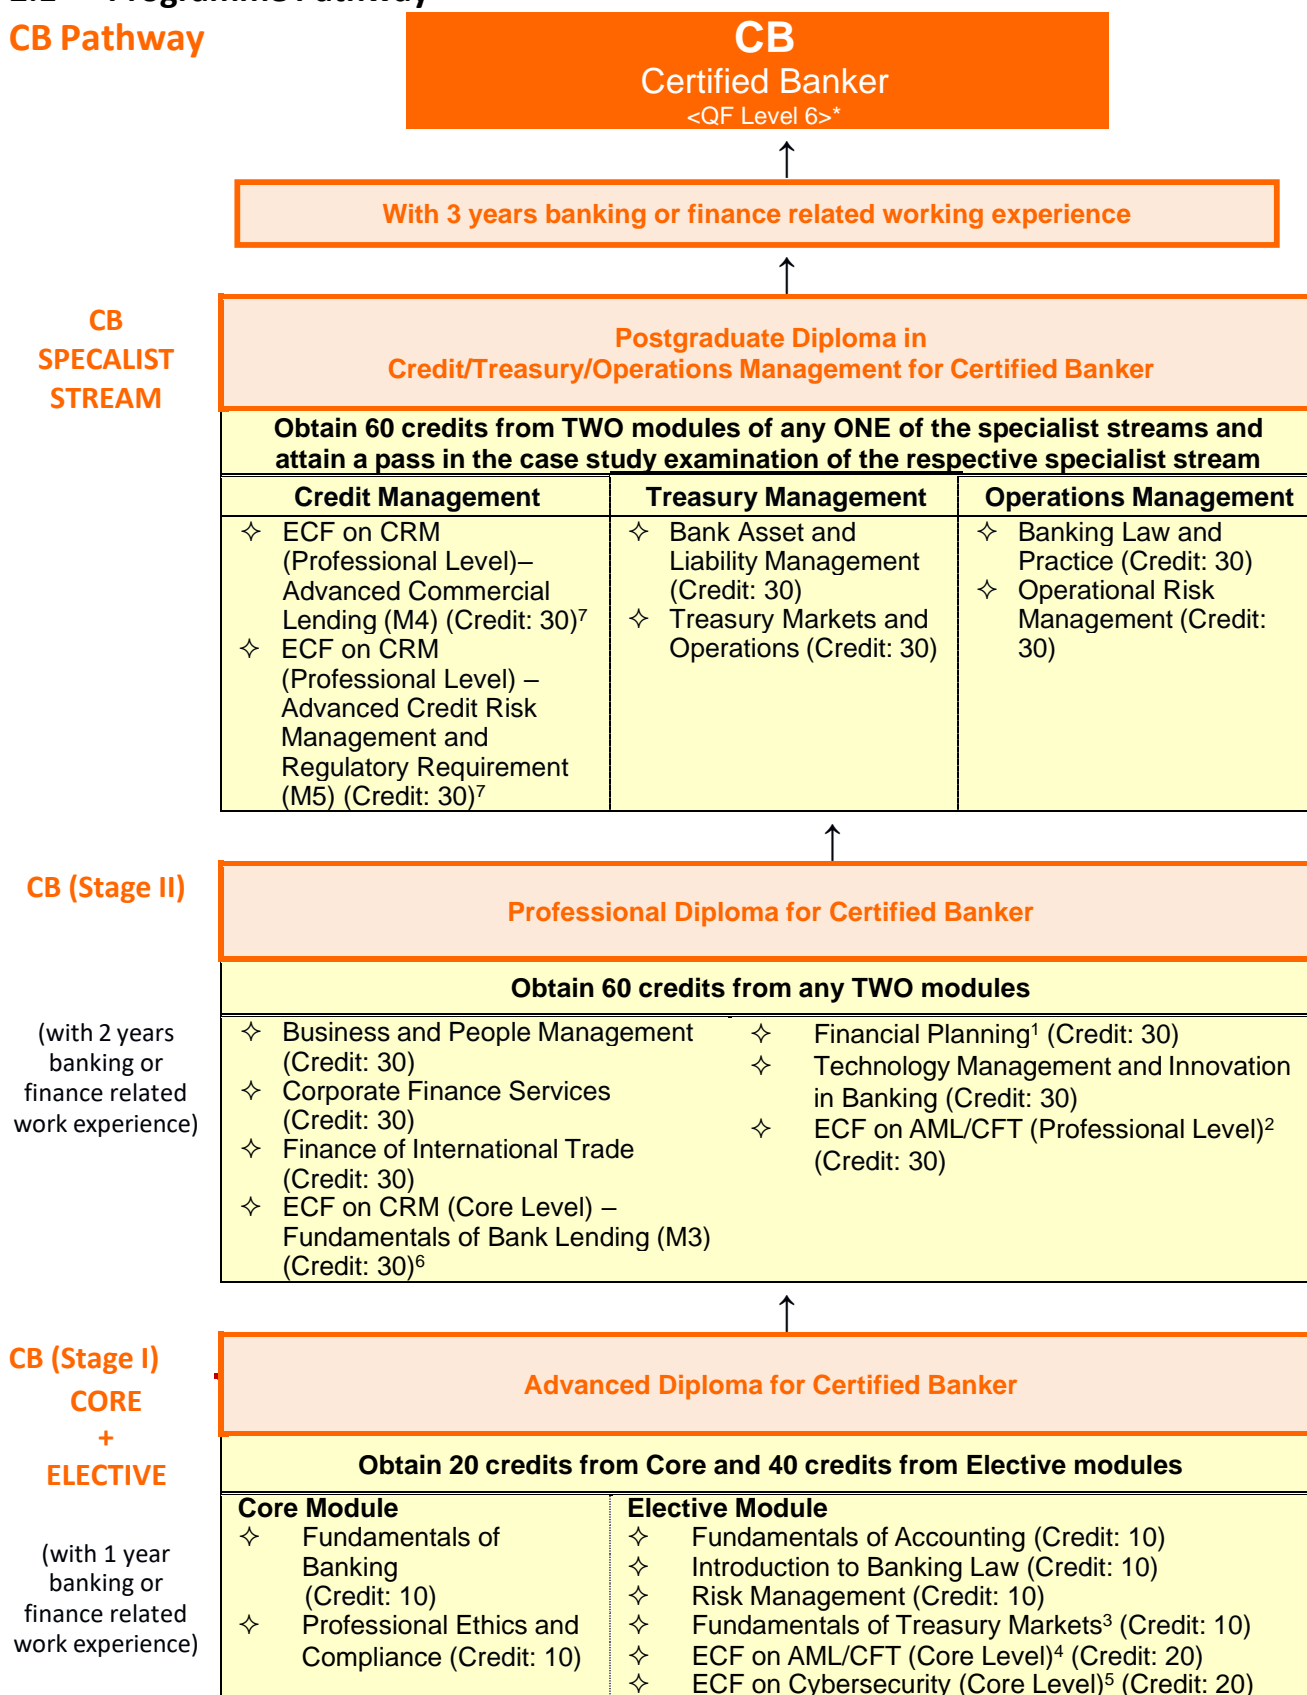 CB Pathway
CB
Certified Banker
<QF Level 6>*
↑
With 3 years banking or finance related working experience
↑
CB
SPECALIST
STREAM
Postgraduate Diploma in
Credit/Treasury/Operations Management for Certified Banker
Obtain 60 credits from TWO modules of any ONE of the specialist streams and
attain a pass in the case study examination of the respective specialist stream
Credit Management
✧ ECF on CRM
(Professional Level)–
Advanced Commercial
Lending (M4) (Credit: 30)⁷
✧ ECF on CRM
(Professional Level) –
Advanced Credit Risk
Management and
Regulatory Requirement
(M5) (Credit: 30)⁷
Treasury Management
✧ Bank Asset and
Liability Management
(Credit: 30)
✧ Treasury Markets and
Operations (Credit: 30)
Operations Management
✧ Banking Law and
Practice (Credit: 30)
✧ Operational Risk
Management (Credit:
30)
↑
CB (Stage II)
(with 2 years
banking or
finance related
work experience)
Professional Diploma for Certified Banker
Obtain 60 credits from any TWO modules
✧ Business and People Management
(Credit: 30)
✧ Corporate Finance Services
(Credit: 30)
✧ Finance of International Trade
(Credit: 30)
✧ ECF on CRM (Core Level) –
Fundamentals of Bank Lending (M3)
(Credit: 30)⁶
✧ Financial Planning¹ (Credit: 30)
✧ Technology Management and Innovation
in Banking (Credit: 30)
✧ ECF on AML/CFT (Professional Level)²
(Credit: 30)
↑
CB (Stage I)
CORE
+
ELECTIVE
(with 1 year
banking or
finance related
work experience)
Advanced Diploma for Certified Banker
Obtain 20 credits from Core and 40 credits from Elective modules
Core Module
✧ Fundamentals of
Banking
(Credit: 10)
✧ Professional Ethics and
Compliance (Credit: 10)
Elective Module
✧ Fundamentals of Accounting (Credit: 10)
✧ Introduction to Banking Law (Credit: 10)
✧ Risk Management (Credit: 10)
✧ Fundamentals of Treasury Markets³ (Credit: 10)
✧ ECF on AML/CFT (Core Level)⁴ (Credit: 20)
✧ ECF on Cybersecurity (Core Level)⁵ (Credit: 20)